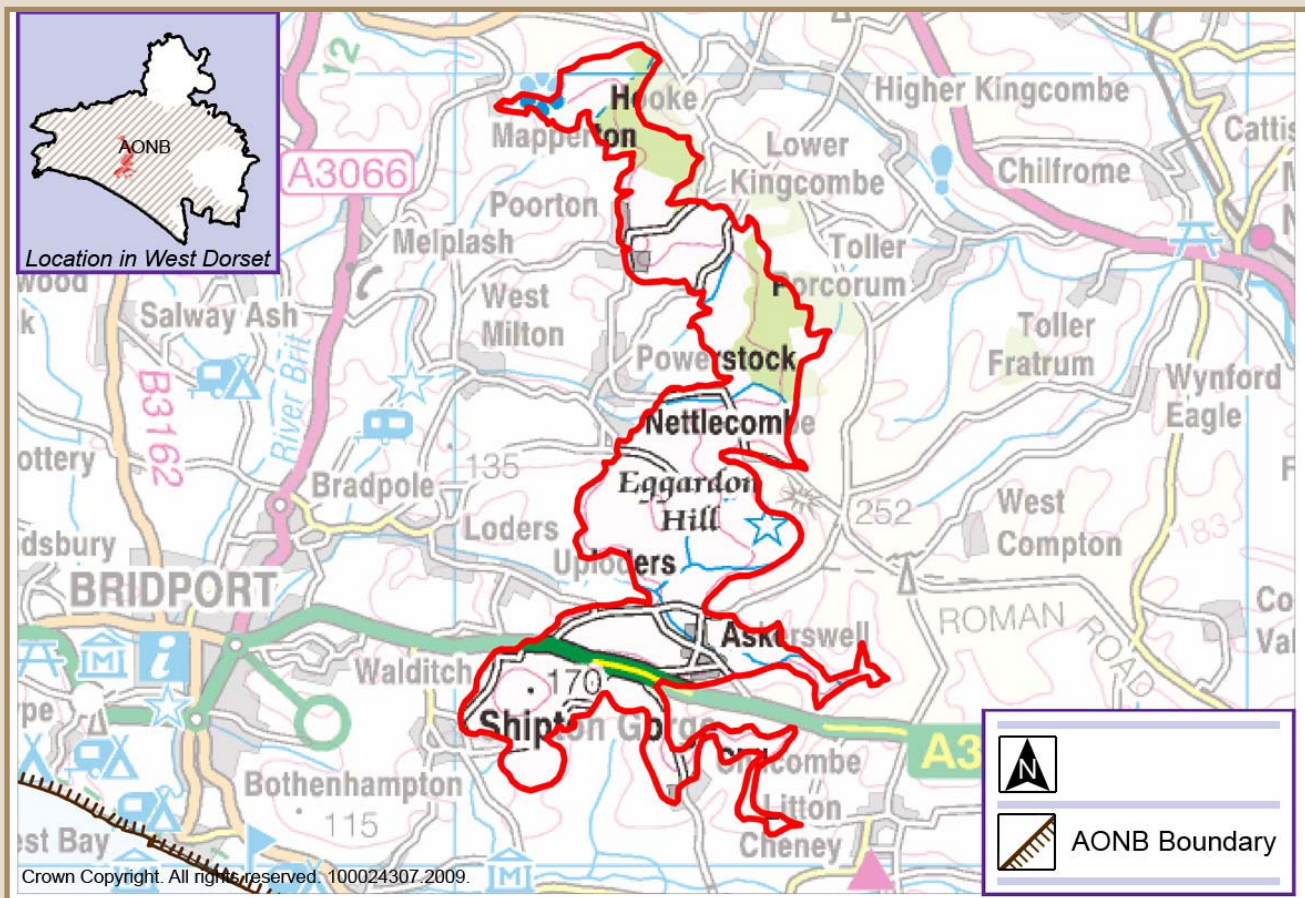 AONB
Location in West Dorset
A3066
Hooke
Mapperton
Higher Kingcombe
Lower
Kingcombe
Chilfrome
Poorton
Melplash
Toller
Porcorum
West
Milton
Salway Ash
Toller
Fratrum
Powerstock
Wynford
Eagle
B3162
River Brit
Nettlecombe
135
Bradpole
Eggardon
Hill
252
West
Compton
183
Loders
Uploders
BRIDPORT
ROMAN
ROAD
Askerswell
Walditch
170
Shipton Gorge
Chilcombe
A3
Bothenhampton
115
Litton
Cheney
N
AONB Boundary
Crown Copyright. All rights reserved. 100024307.2009.